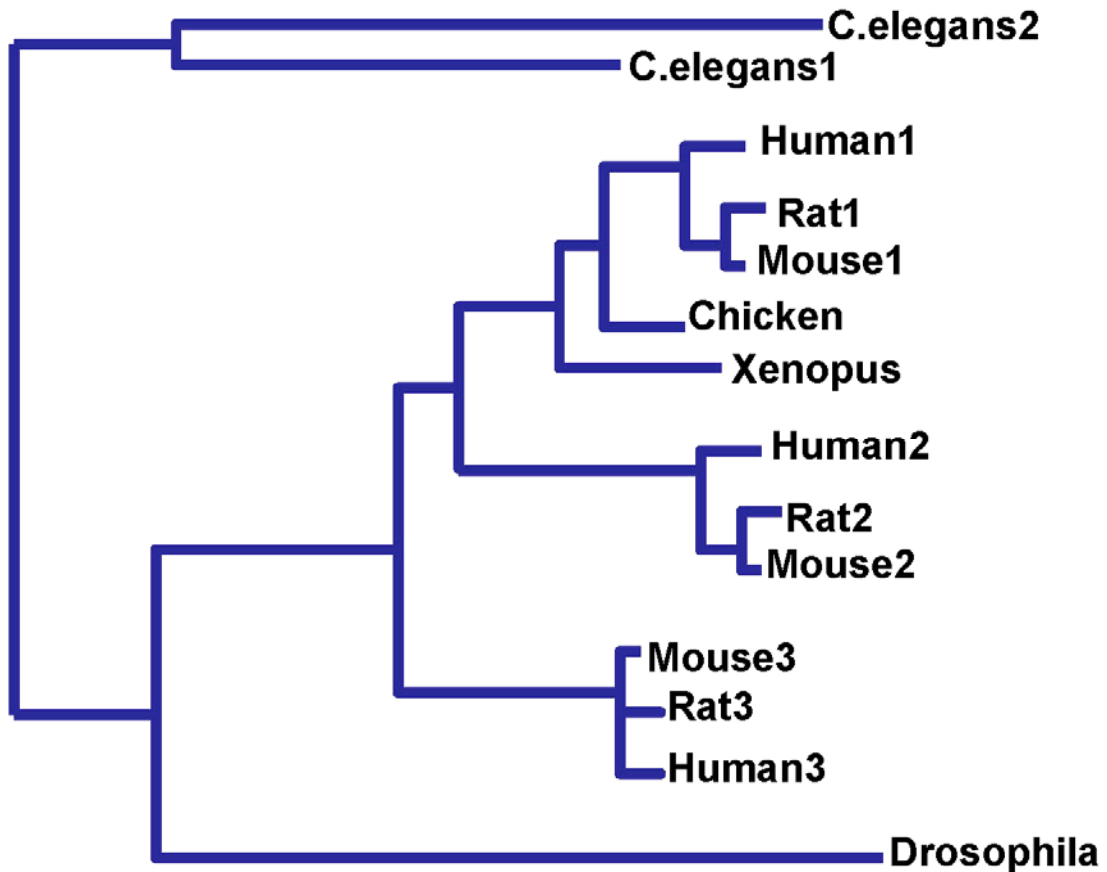 C.elegans2
C.elegans1
Human1
Rat1
Mouse1
Chicken
Xenopus
Human2
Rat2
Mouse2
Mouse3
Rat3
Human3
Drosophila